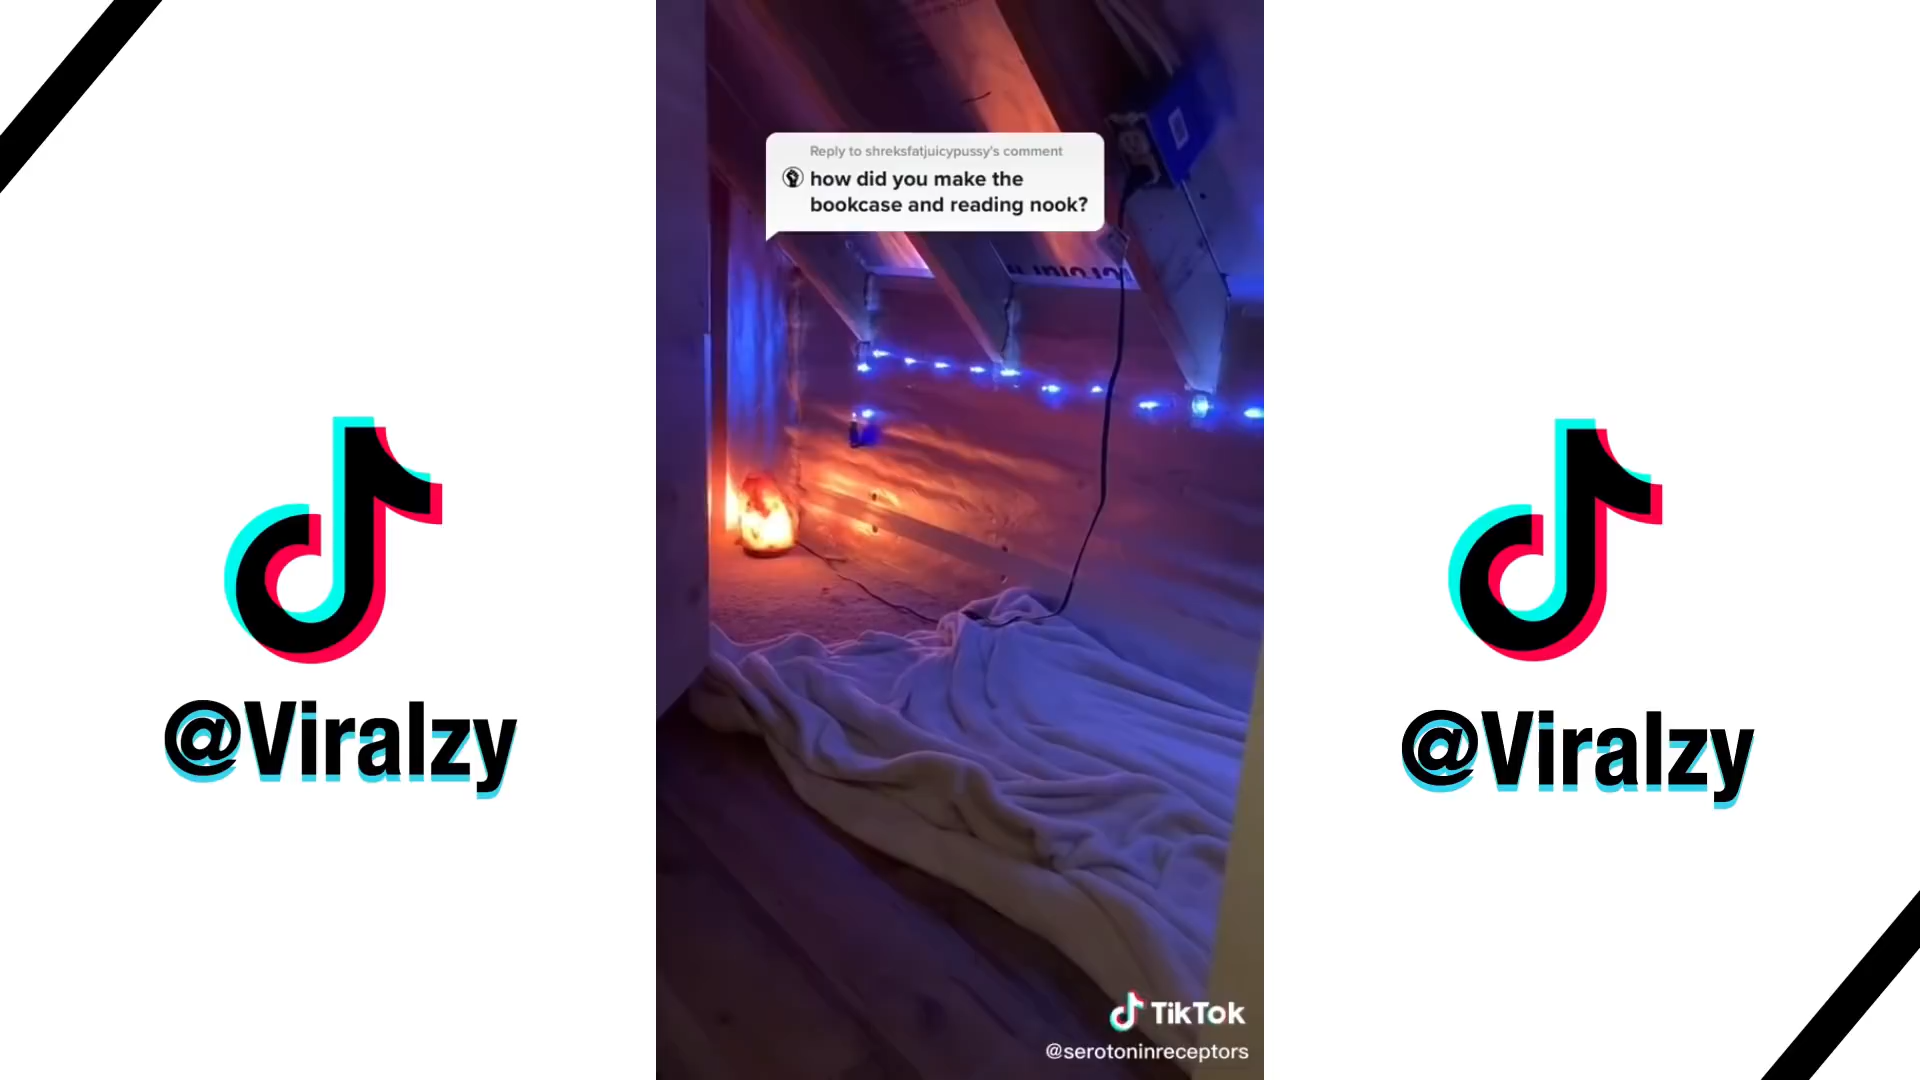 Reply to shreksfatjuicypussy's comment
how did you make the
bookcase and reading nook?
@Viralzy
@Viralzy
TikTok
@serotoninreceptors